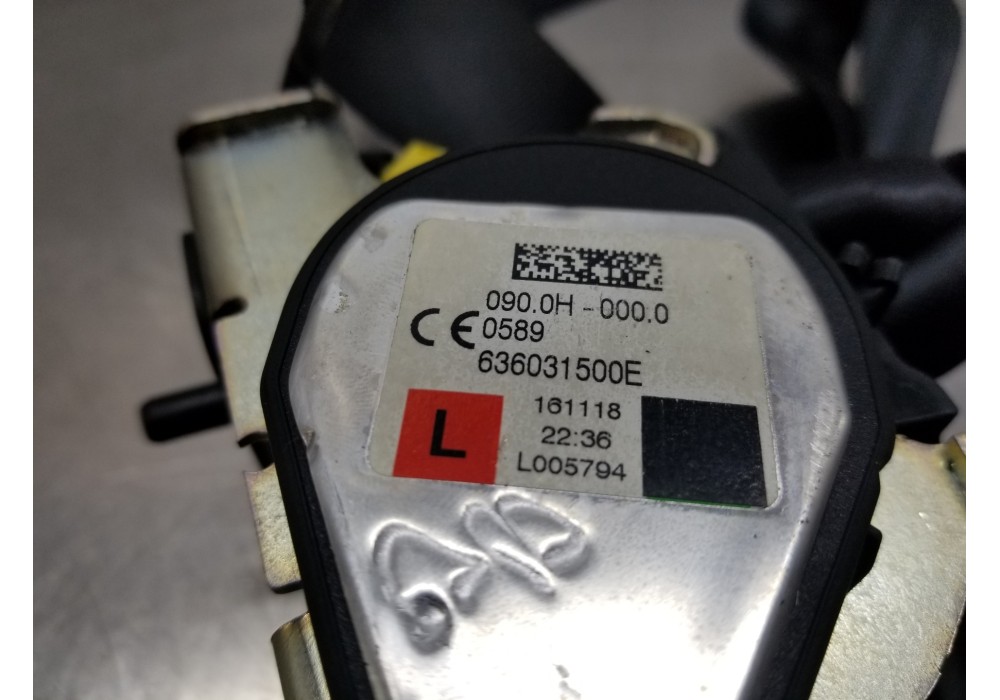 090.0H - 000.0
CE 0589
636031500E
L
161118
22:36
L005794